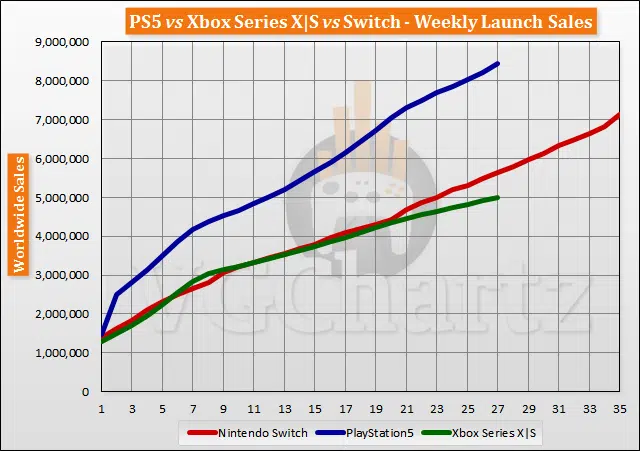 PS5 vs Xbox Series X|S vs Switch - Weekly Launch Sales
9,000,000
8,000,000
7,000,000
6,000,000
5,000,000
4,000,000
3,000,000
2,000,000
1,000,000
0
Worldwide Sales
VGChartz
1 3 5 7 9 11 13 15 17 19 21 23 25 27 29 31 33 35
Nintendo Switch PlayStation5 Xbox Series X|S